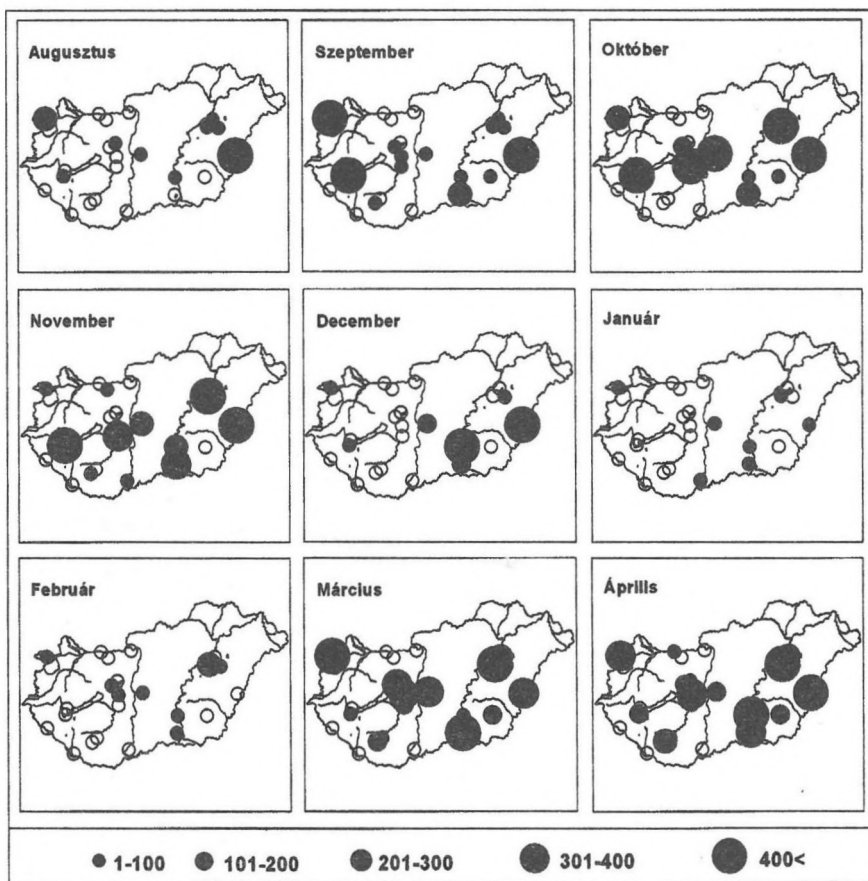 Augusztus
Szeptember
Október
November
December
Január
Február
Március
Április
1-100 101-200 201-300 301-400 400<